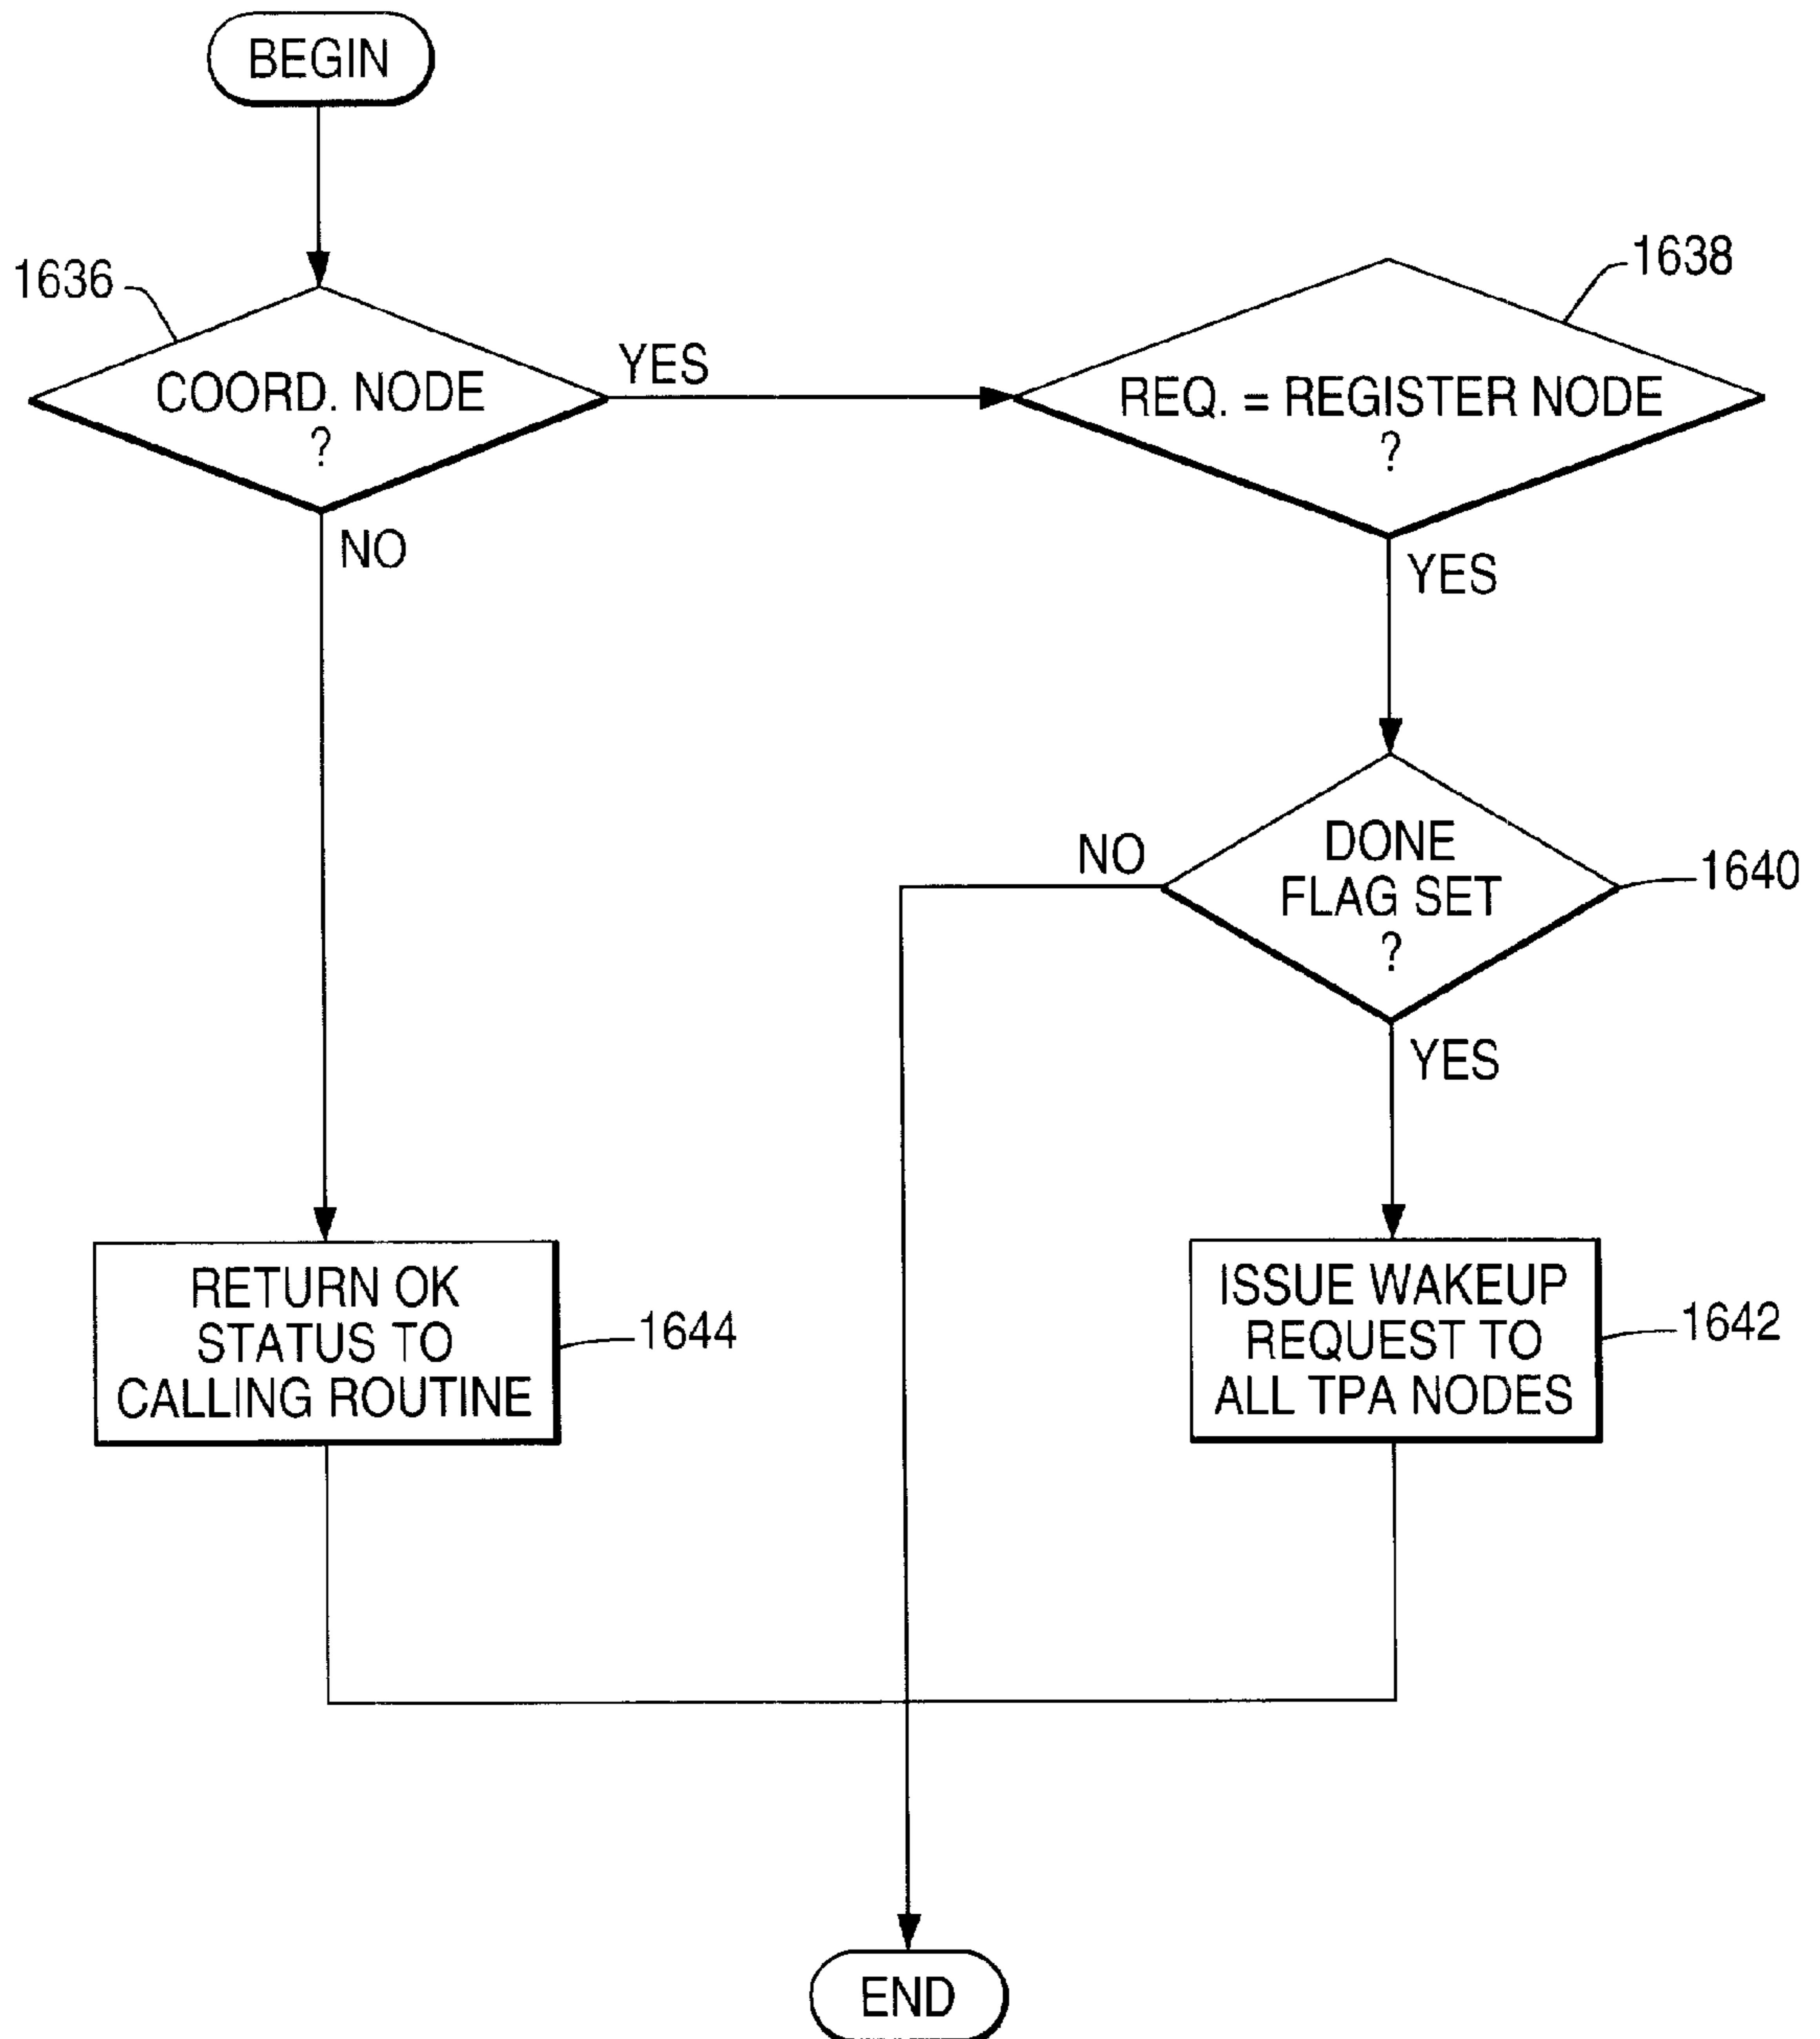 BEGIN
1636
COORD. NODE
?
YES
NO
1638
REQ. = REGISTER NODE
?
YES
DONE
FLAG SET
?
NO
1640
YES
RETURN OK
STATUS TO
CALLING ROUTINE
1644
ISSUE WAKEUP
REQUEST TO
ALL TPA NODES
1642
END